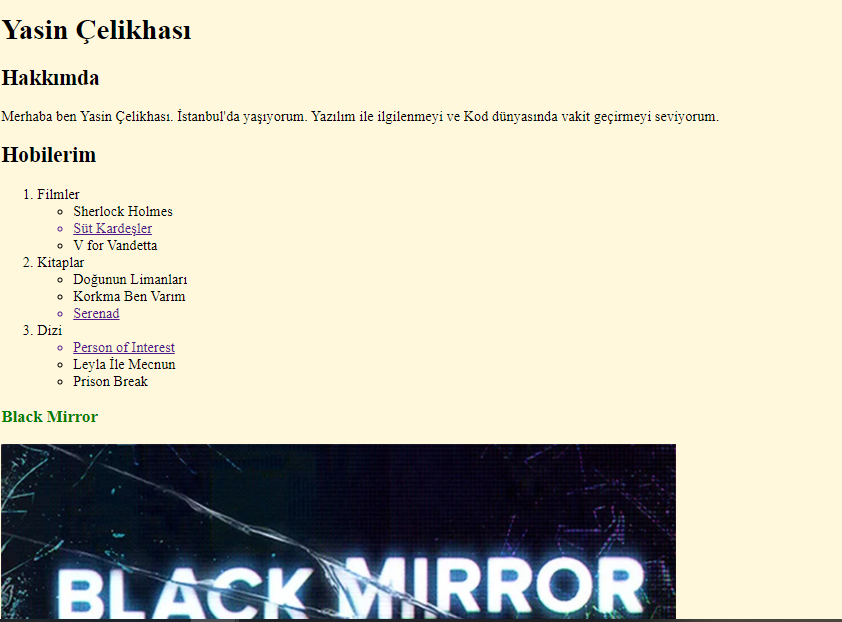 Yasin Çelikhası
Hakkımda
Merhaba ben Yasin Çelikhası. İstanbul'da yaşıyorum. Yazılım ile ilgilenmeyi ve Kod dünyasında vakit geçirmeyi seviyorum.
Hobilerim
1. Filmler
Sherlock Holmes
Süt Kardeşler
V for Vandetta
2. Kitaplar
Doğunun Limanları
Korkma Ben Varım
Serenad
3. Dizi
Person of Interest
Leyla İle Mecnun
Prison Break
Black Mirror
BLACK MIRROR